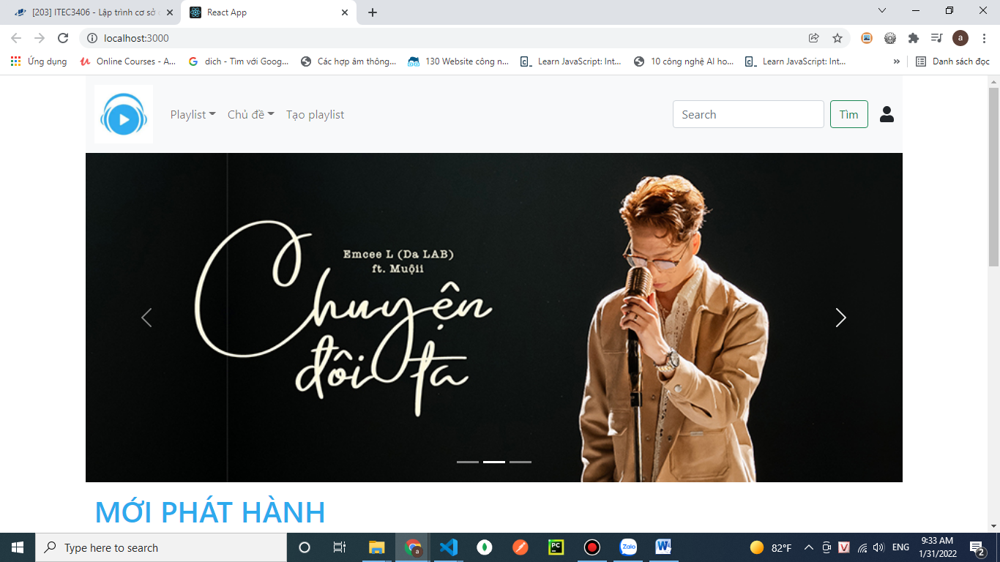 [203] ITEC3406 - Lập trình cơ sở
React App
localhost:3000
a
Ứng dụng
Online Courses - A...
dich - Tìm với Goog...
Các hợp âm thông...
130 Website công n...
Learn JavaScript: Int...
10 công nghệ AI ho...
Learn JavaScript: Int...
»
Danh sách đọc
Playlist
Chủ đề
Tạo playlist
Search
Tìm
Emcee L (Da LAB)
ft. Muộii
Chuyện
đôi ta
MỚI PHÁT HÀNH
Type here to search
a
PC
Zalo
W
82°F
V
ENG
9:33 AM
1/31/2022
2